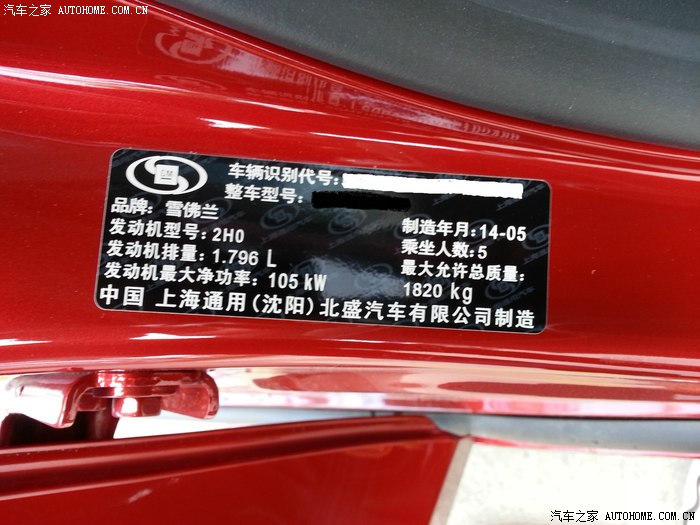 汽车之家 AUTOHOME.COM.CN
GM
车辆识别代号:
整车型号:
品牌: 雪佛兰
制造年月: 14-05
发动机型号: 2H0
乘坐人数: 5
发动机排量: 1.796 L
最大允许总质量:
发动机最大净功率: 105 kW
1820 kg
中国 上海通用(沈阳)北盛汽车有限公司制造
汽车之家 AUTOHOME.COM.CN